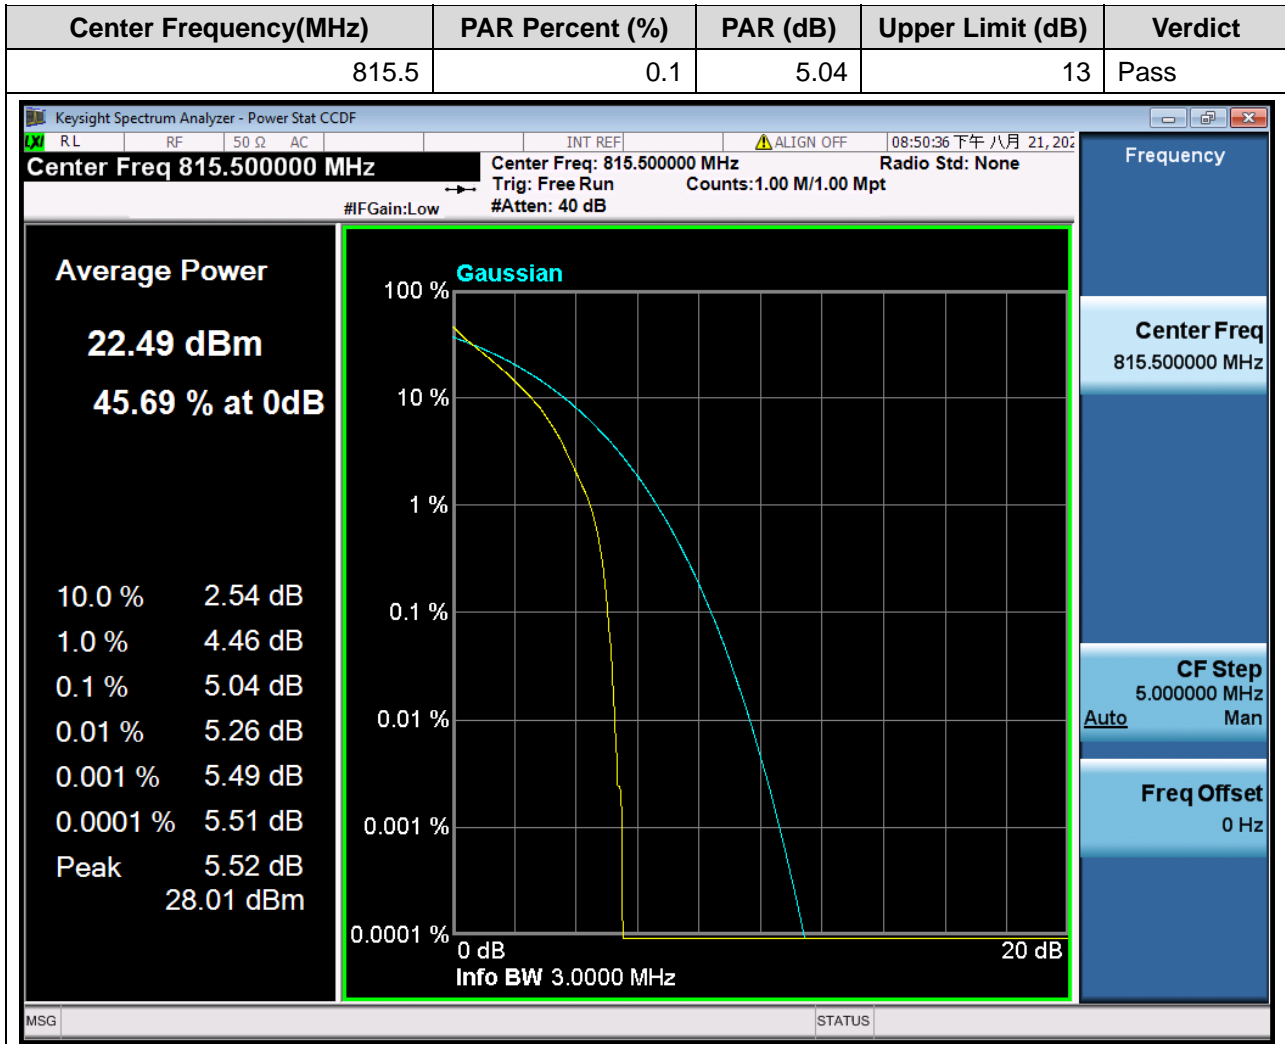 Center Frequency(MHz) PAR Percent (%) PAR (dB) Upper Limit (dB) Verdict
815.5 0.1 5.04 13 Pass
Keysight Spectrum Analyzer - Power Stat CCDF
LXI RL RF 50 Ω AC INT REF ALIGN OFF 08:50:36 下午 八月 21, 202
Center Freq 815.500000 MHz
Center Freq: 815.500000 MHz Radio Std: None
Trig: Free Run Counts:1.00 M/1.00 Mpt
#IFGain:Low #Atten: 40 dB
Frequency
Average Power
22.49 dBm
45.69 % at 0dB
10.0 % 2.54 dB
1.0 % 4.46 dB
0.1 % 5.04 dB
0.01 % 5.26 dB
0.001 % 5.49 dB
0.0001 % 5.51 dB
Peak 5.52 dB
28.01 dBm
Gaussian
100 %
10 %
1 %
0.1 %
0.01 %
0.001 %
0.0001 %
0 dB 20 dB
Info BW 3.0000 MHz
Center Freq
815.500000 MHz
CF Step
5.000000 MHz
Auto Man
Freq Offset
0 Hz
MSG STATUS